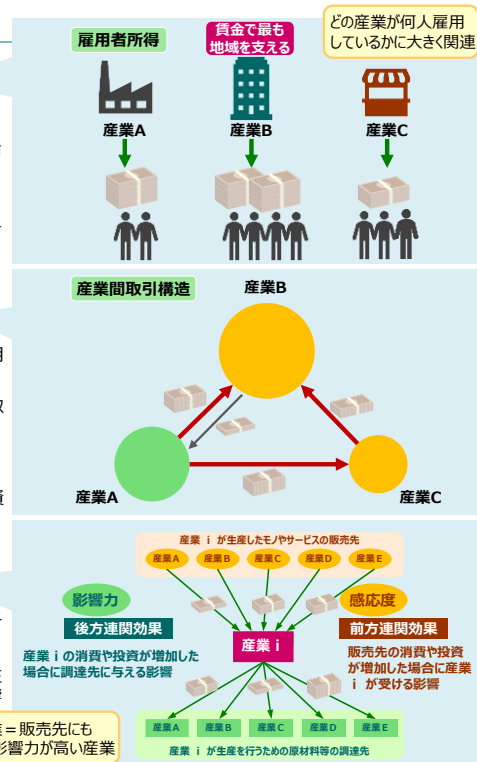 雇用者所得
賃金で最も
地域を支える
どの産業が何人雇用
しているかに大きく関連
産業A
産業B
産業C
産業間取引構造
産業B
産業A
産業C
産業 i が生産したモノやサービスの販売先
産業A
産業B
産業C
産業D
産業E
影響力
感応度
後方連関効果
産業 i
前方連関効果
産業 i の消費や投資が増加した
場合に調達先に与える影響
販売先の消費や投資
が増加した場合に産業
i が受ける影響
産業A
産業B
産業C
産業D
産業E
産業 i が生産を行うための原材料等の調達先
＝販売先にも
影響力が高い産業